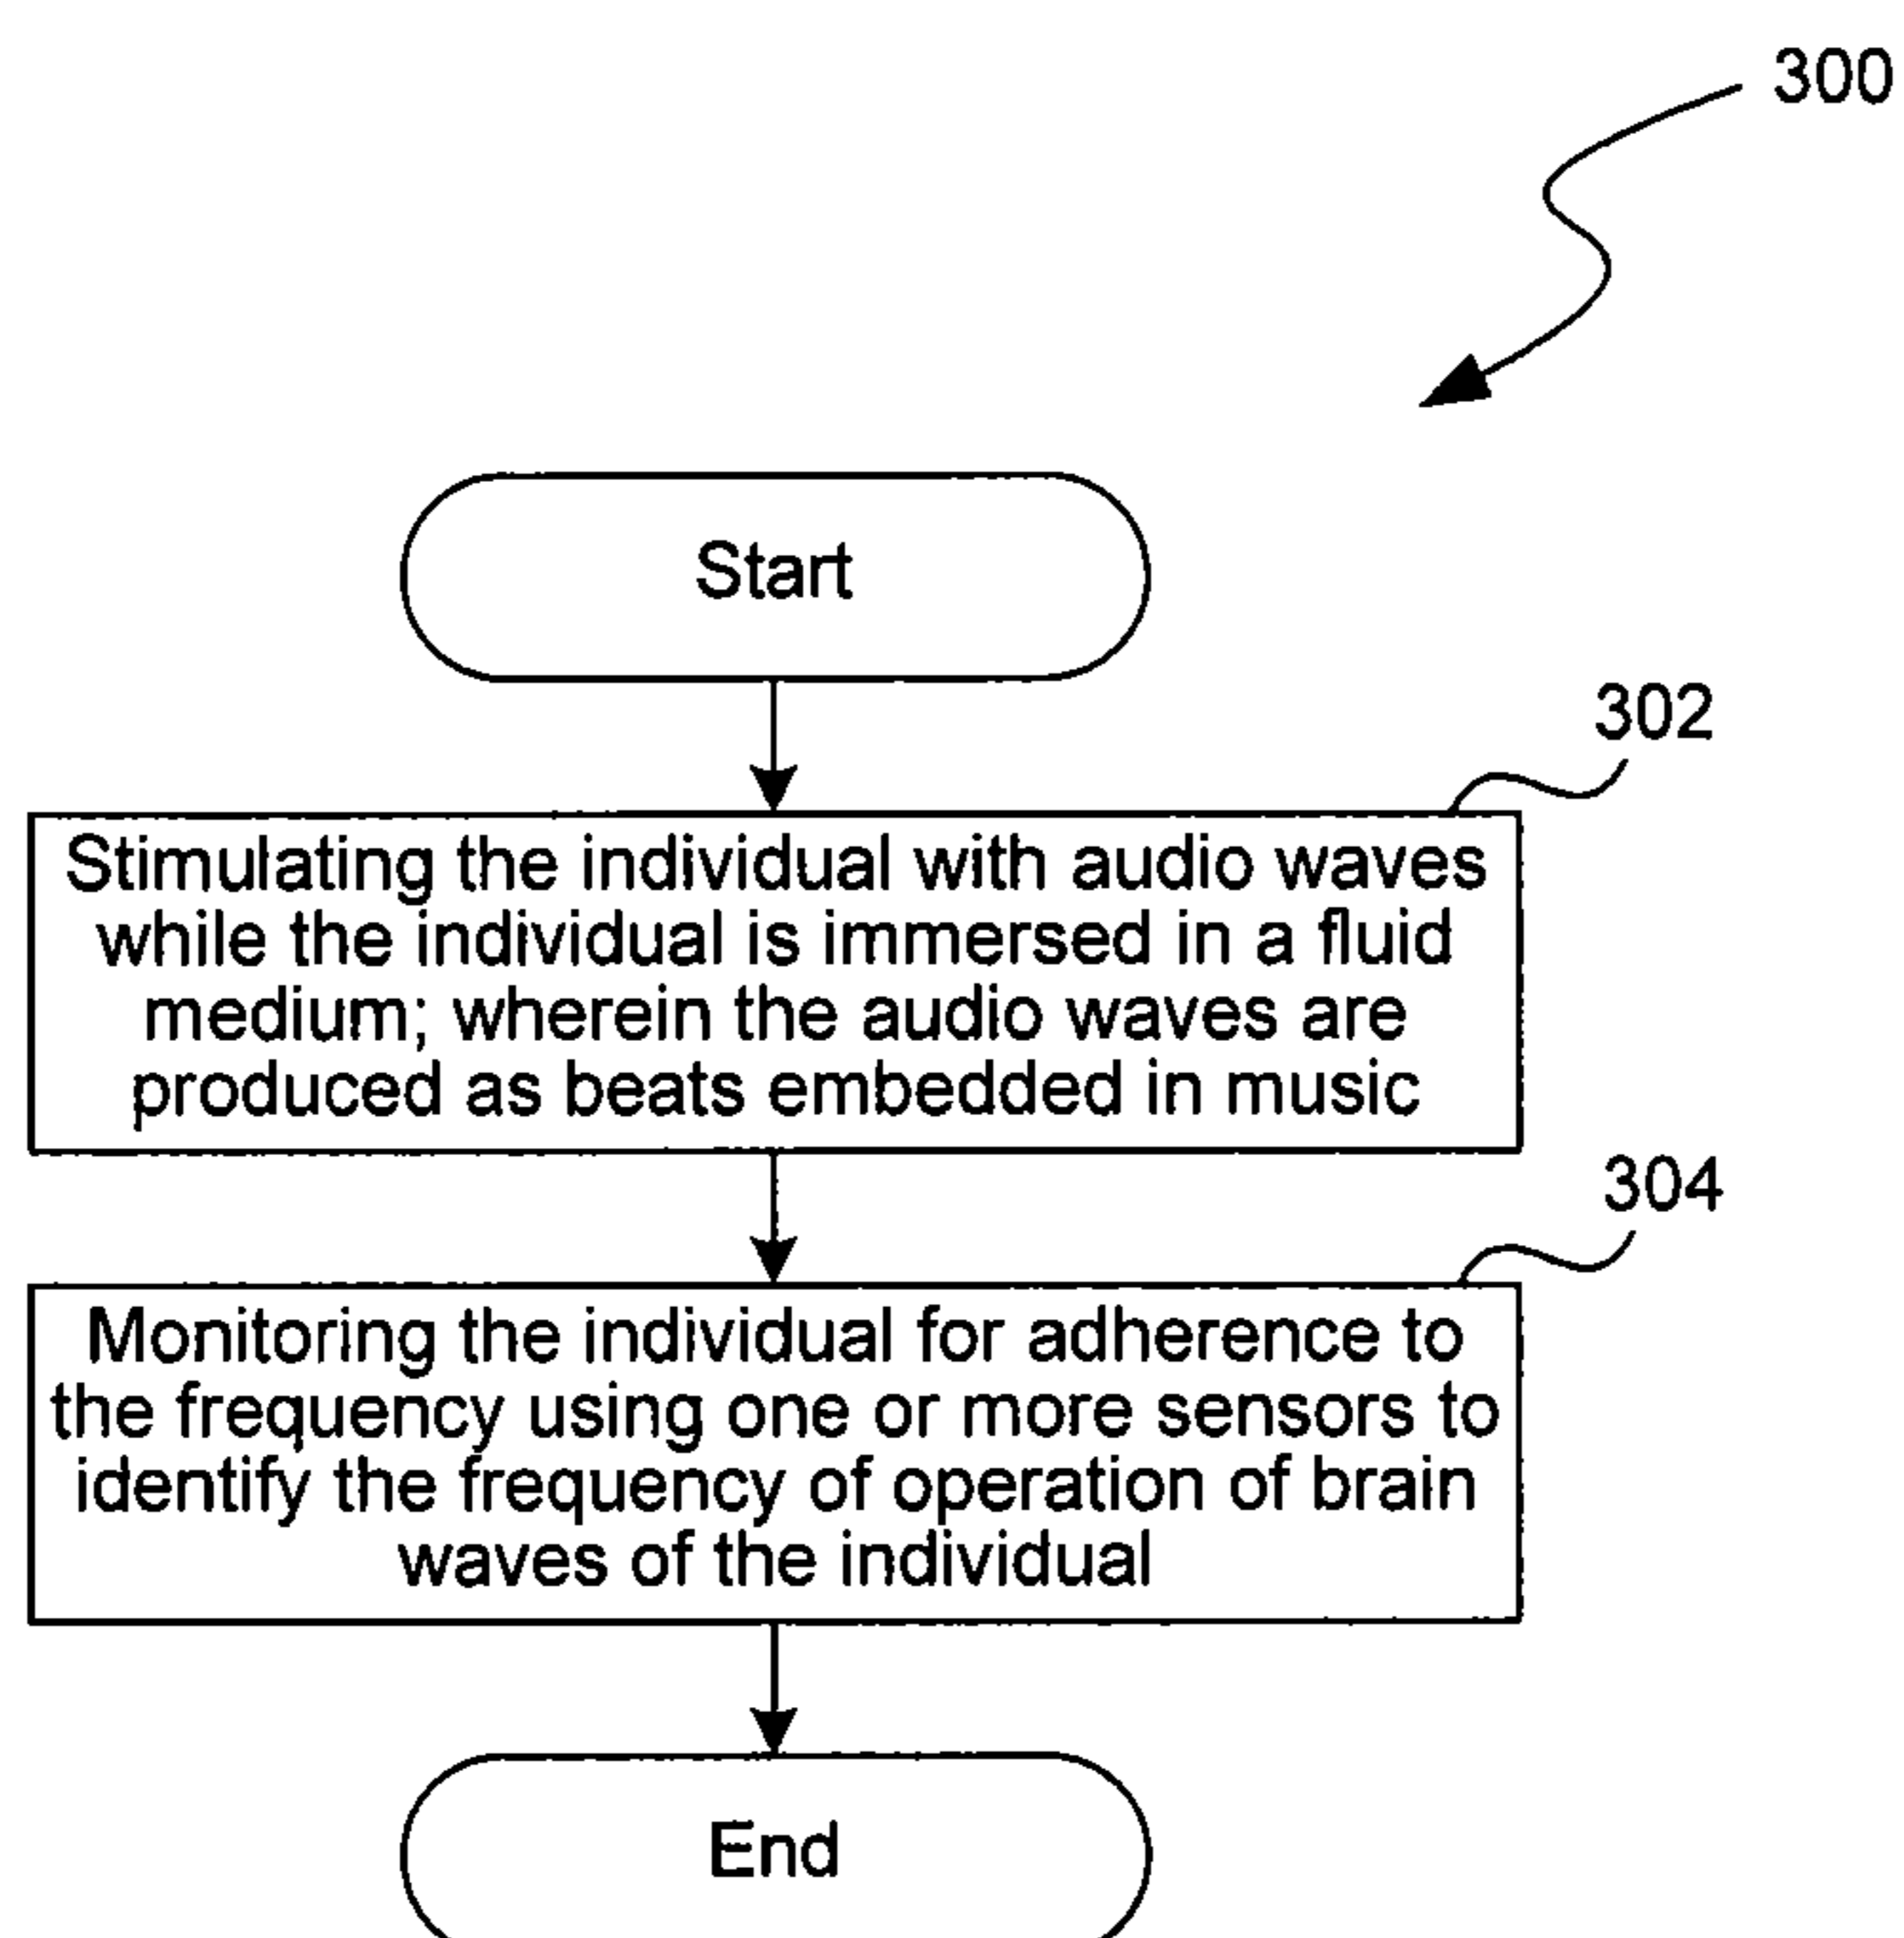 300
Start
302
Stimulating the individual with audio waves
while the individual is immersed in a fluid
medium; wherein the audio waves are
produced as beats embedded in music
304
Monitoring the individual for adherence to
the frequency using one or more sensors to
identify the frequency of operation of brain
waves of the individual
End